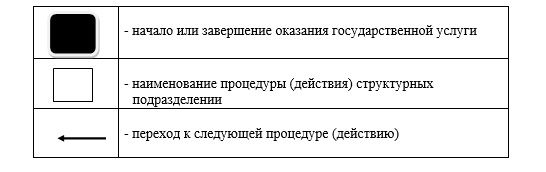 - начало или завершение оказания государственной услуги
- наименование процедуры (действия) структурных
подразделении
- переход к следующей процедуре (действию)